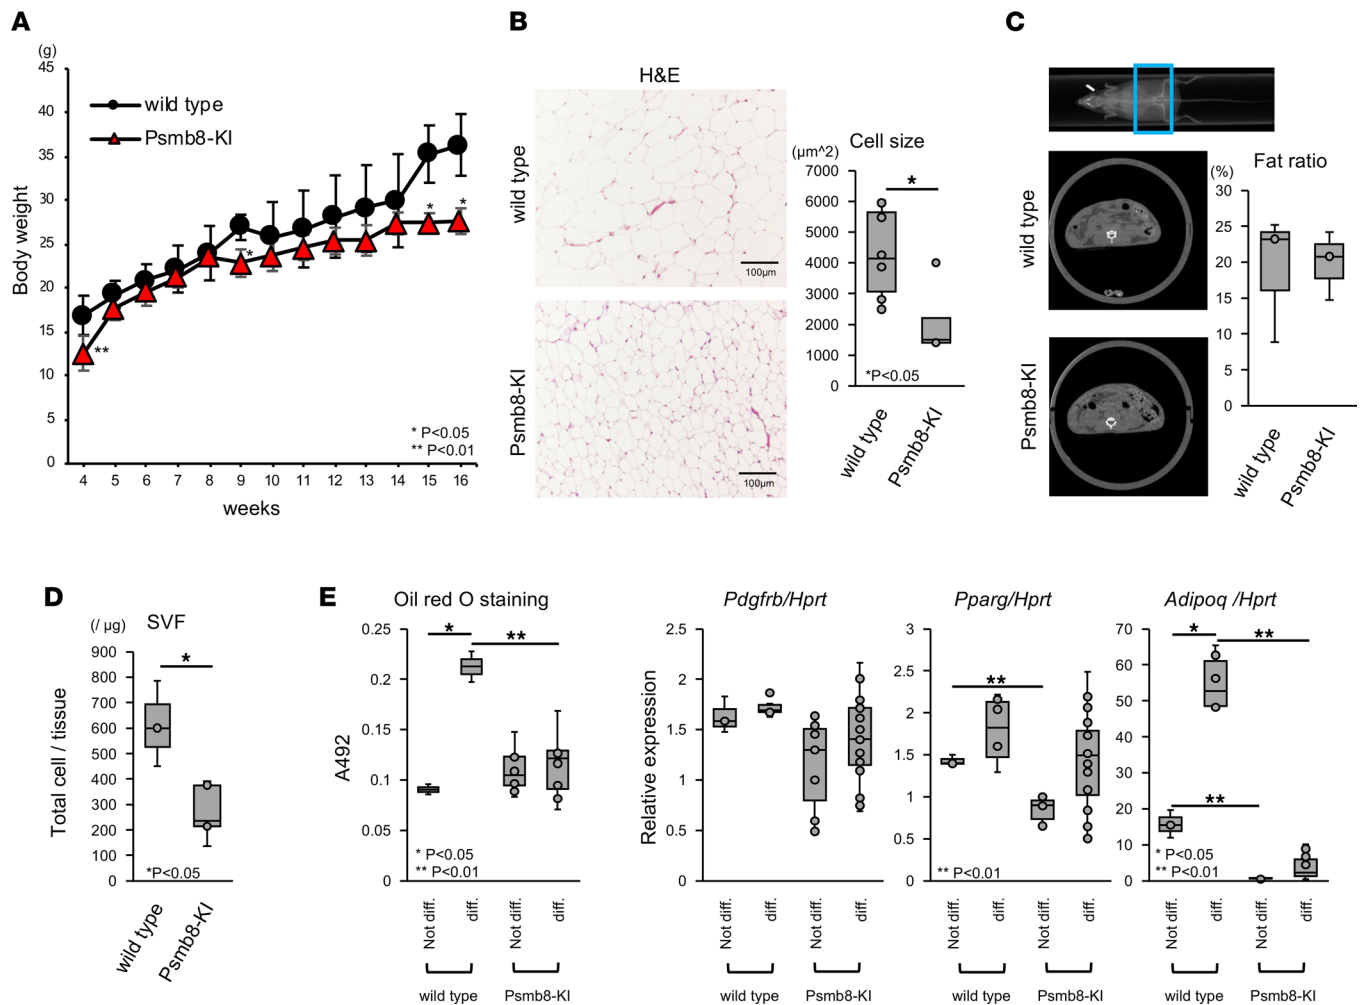 A
(g)
45
40
35
30
25
20
15
10
5
0
Body weight
wild type
Psmb8-KI
**
*
*
*
* P<0.05
** P<0.01
4 5 6 7 8 9 10 11 12 13 14 15 16
weeks
B
H&E
wild type
100µm
Psmb8-KI
100µm
Cell size
(µm^2)
7000
6000
5000
4000
3000
2000
1000
0
*
*P<0.05
wild type
Psmb8-KI
C
wild type
Psmb8-KI
Fat ratio
(%)
30
25
20
15
10
5
0
wild type
Psmb8-KI
D
(/ µg) SVF
Total cell / tissue
900
800
700
600
500
400
300
200
100
0
*
*P<0.05
wild type
Psmb8-KI
E
Oil red O staining
A492
0.25
0.2
0.15
0.1
0.05
0
*
**
* P<0.05
** P<0.01
Not diff.
diff.
Not diff.
diff.
wild type
Psmb8-KI
Pdgfrb/Hprt
Relative expression
2.5
2
1.5
1
0.5
0
Not diff.
diff.
Not diff.
diff.
wild type
Psmb8-KI
Pparg/Hprt
3
2.5
2
1.5
1
0.5
0
**
** P<0.01
Not diff.
diff.
Not diff.
diff.
wild type
Psmb8-KI
Adipoq /Hprt
70
60
50
40
30
20
10
0
*
**
**
* P<0.05
** P<0.01
Not diff.
diff.
Not diff.
diff.
wild type
Psmb8-KI